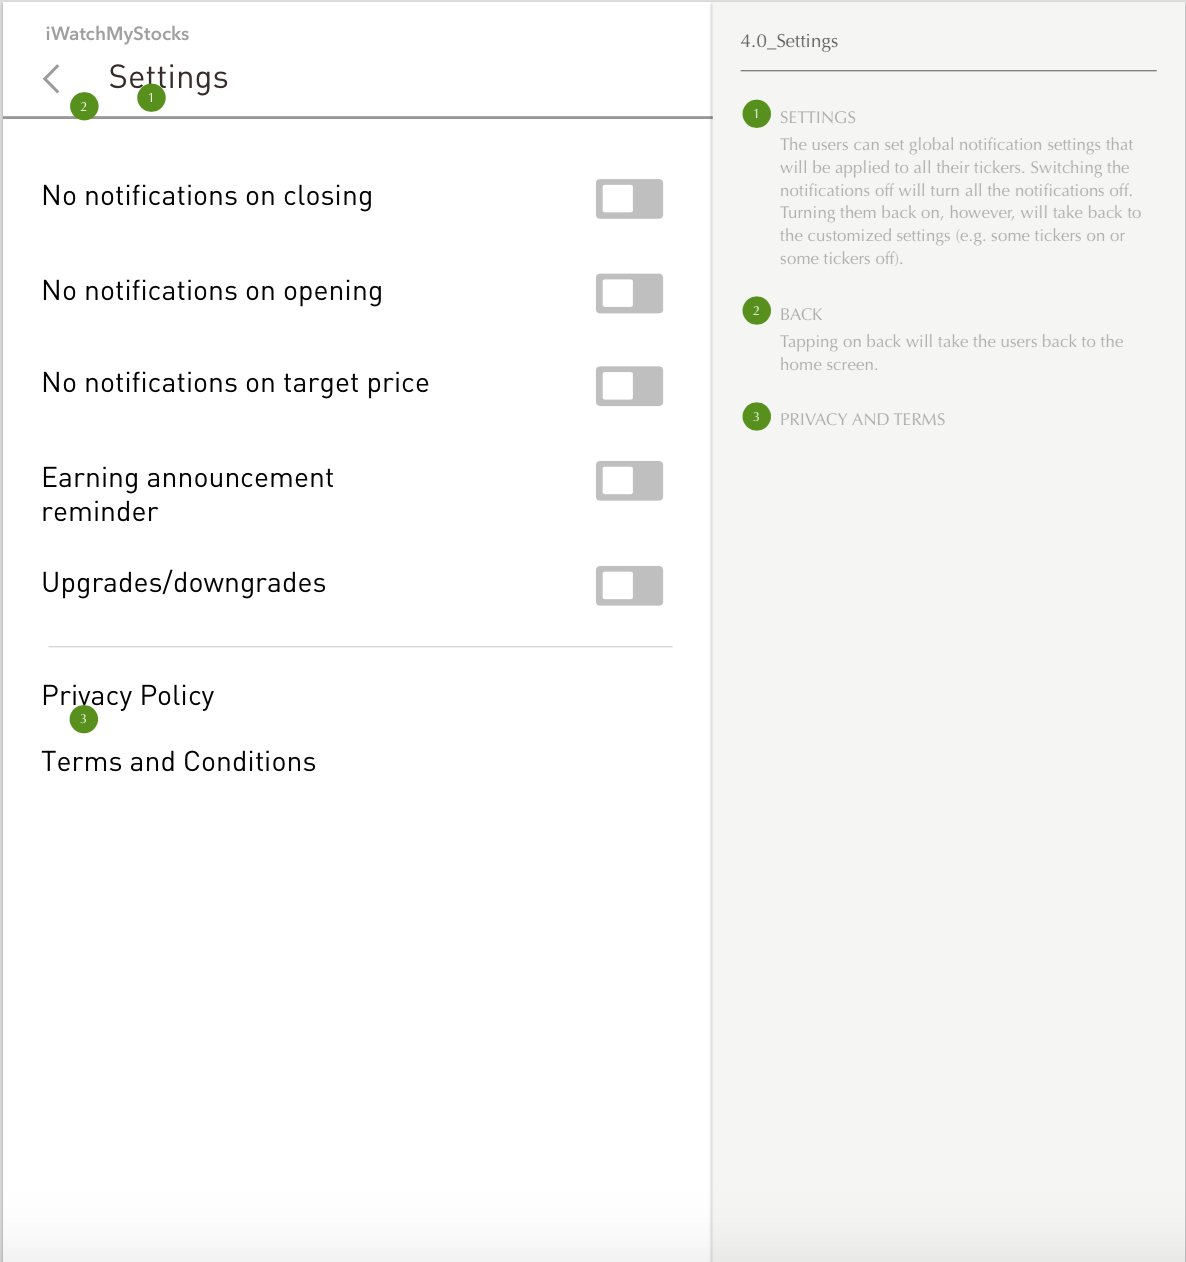 iWatchMyStocks
Settings
2
1
No notifications on closing
No notifications on opening
No notifications on target price
Earning announcement
reminder
Upgrades/downgrades
Privacy Policy
3
Terms and Conditions
4.0_Settings
1 SETTINGS
The users can set global notification settings that
will be applied to all their tickers. Switching the
notifications off will turn all the notifications off.
Turning them back on, however, will take back to
the customized settings (e.g. some tickers on or
some tickers off).
2 BACK
Tapping on back will take the users back to the
home screen.
3 PRIVACY AND TERMS